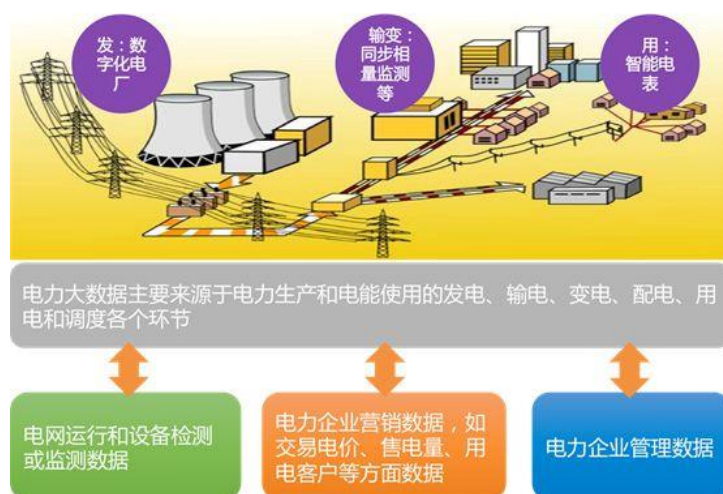 发：数
字化电
厂
输变：
同步相
量监测
等
用：
智能电
表
电力大数据主要来源于电力生产和电能使用的发电、输电、变电、配电、用
电和调度各个环节
电网运行和设备检测
或监测数据
电力企业营销数据，如
交易电价、售电量、用
电客户等方面数据
电力企业管理数据